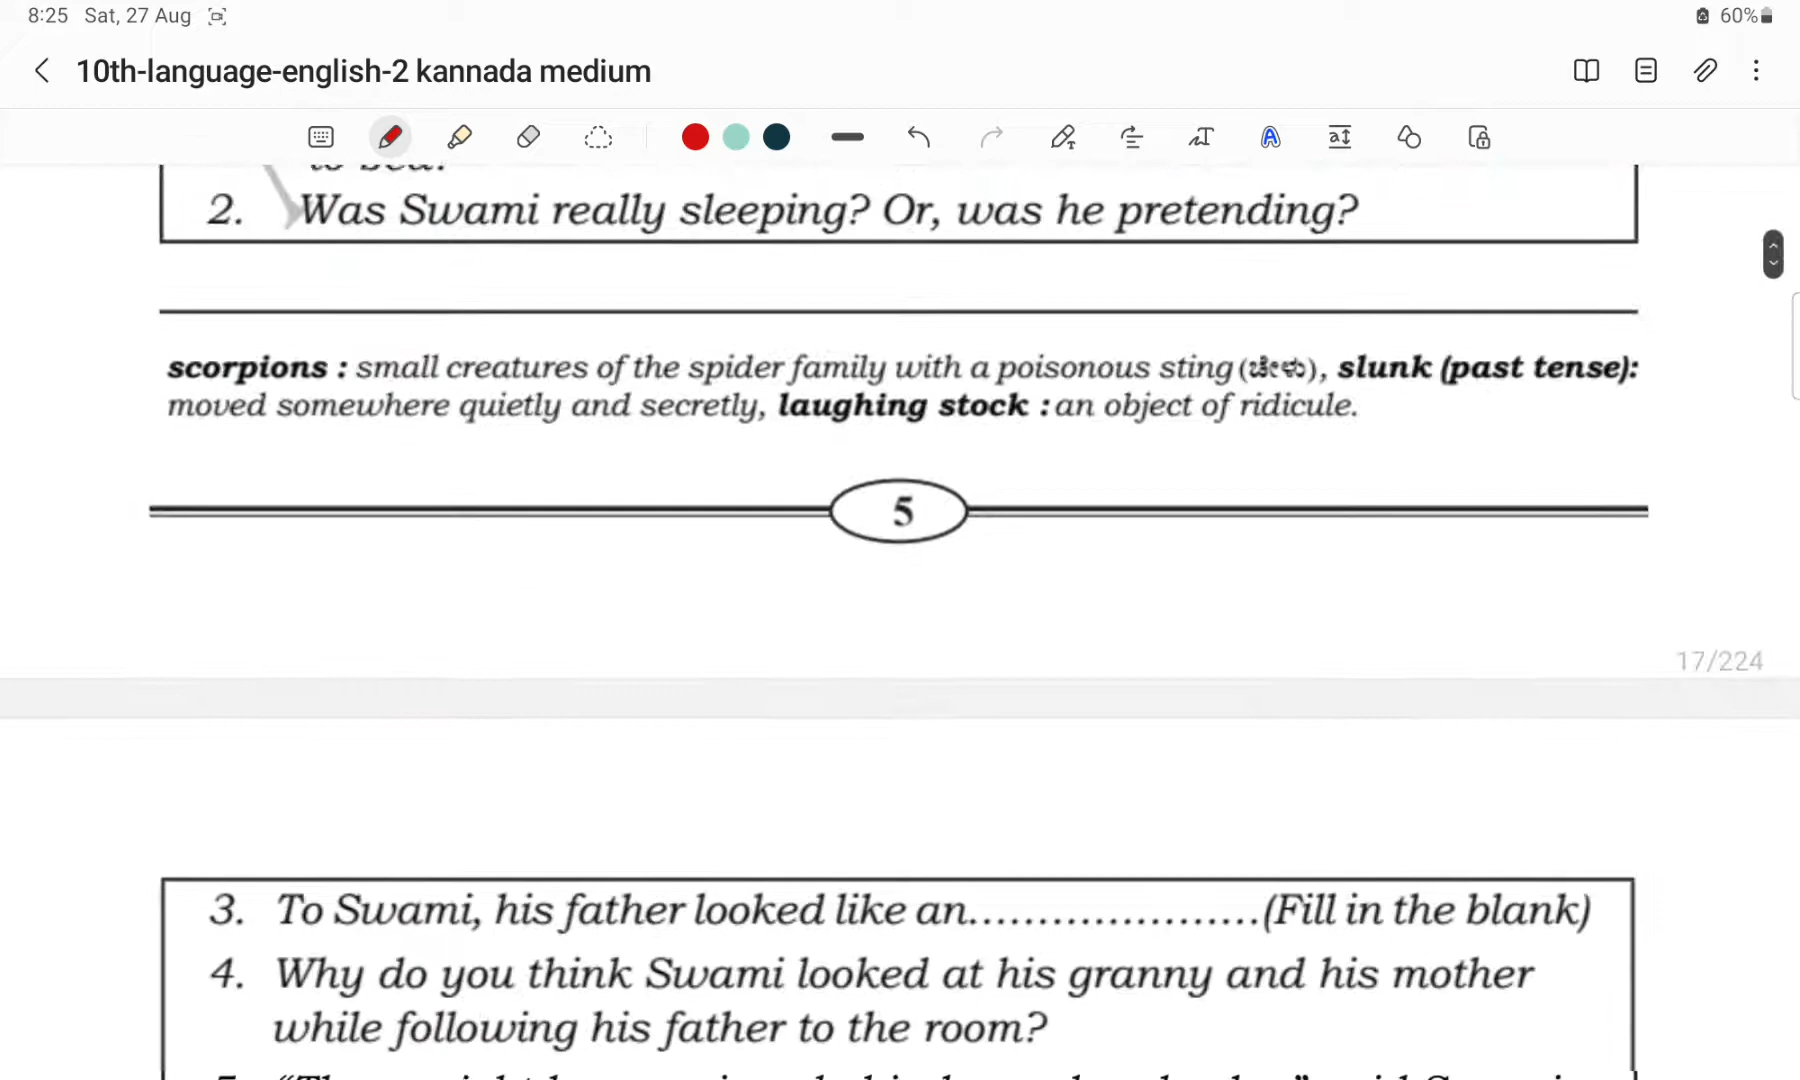 8:25 Sat, 27 Aug
60%
10th-language-english-2 kannada medium
to bed?
2. Was Swami really sleeping? Or, was he pretending?
scorpions : small creatures of the spider family with a poisonous sting (ಚೇಳು), slunk (past tense):
moved somewhere quietly and secretly, laughing stock : an object of ridicule.
5
17/224
3. To Swami, his father looked like an.....................(Fill in the blank)
4. Why do you think Swami looked at his granny and his mother
while following his father to the room?